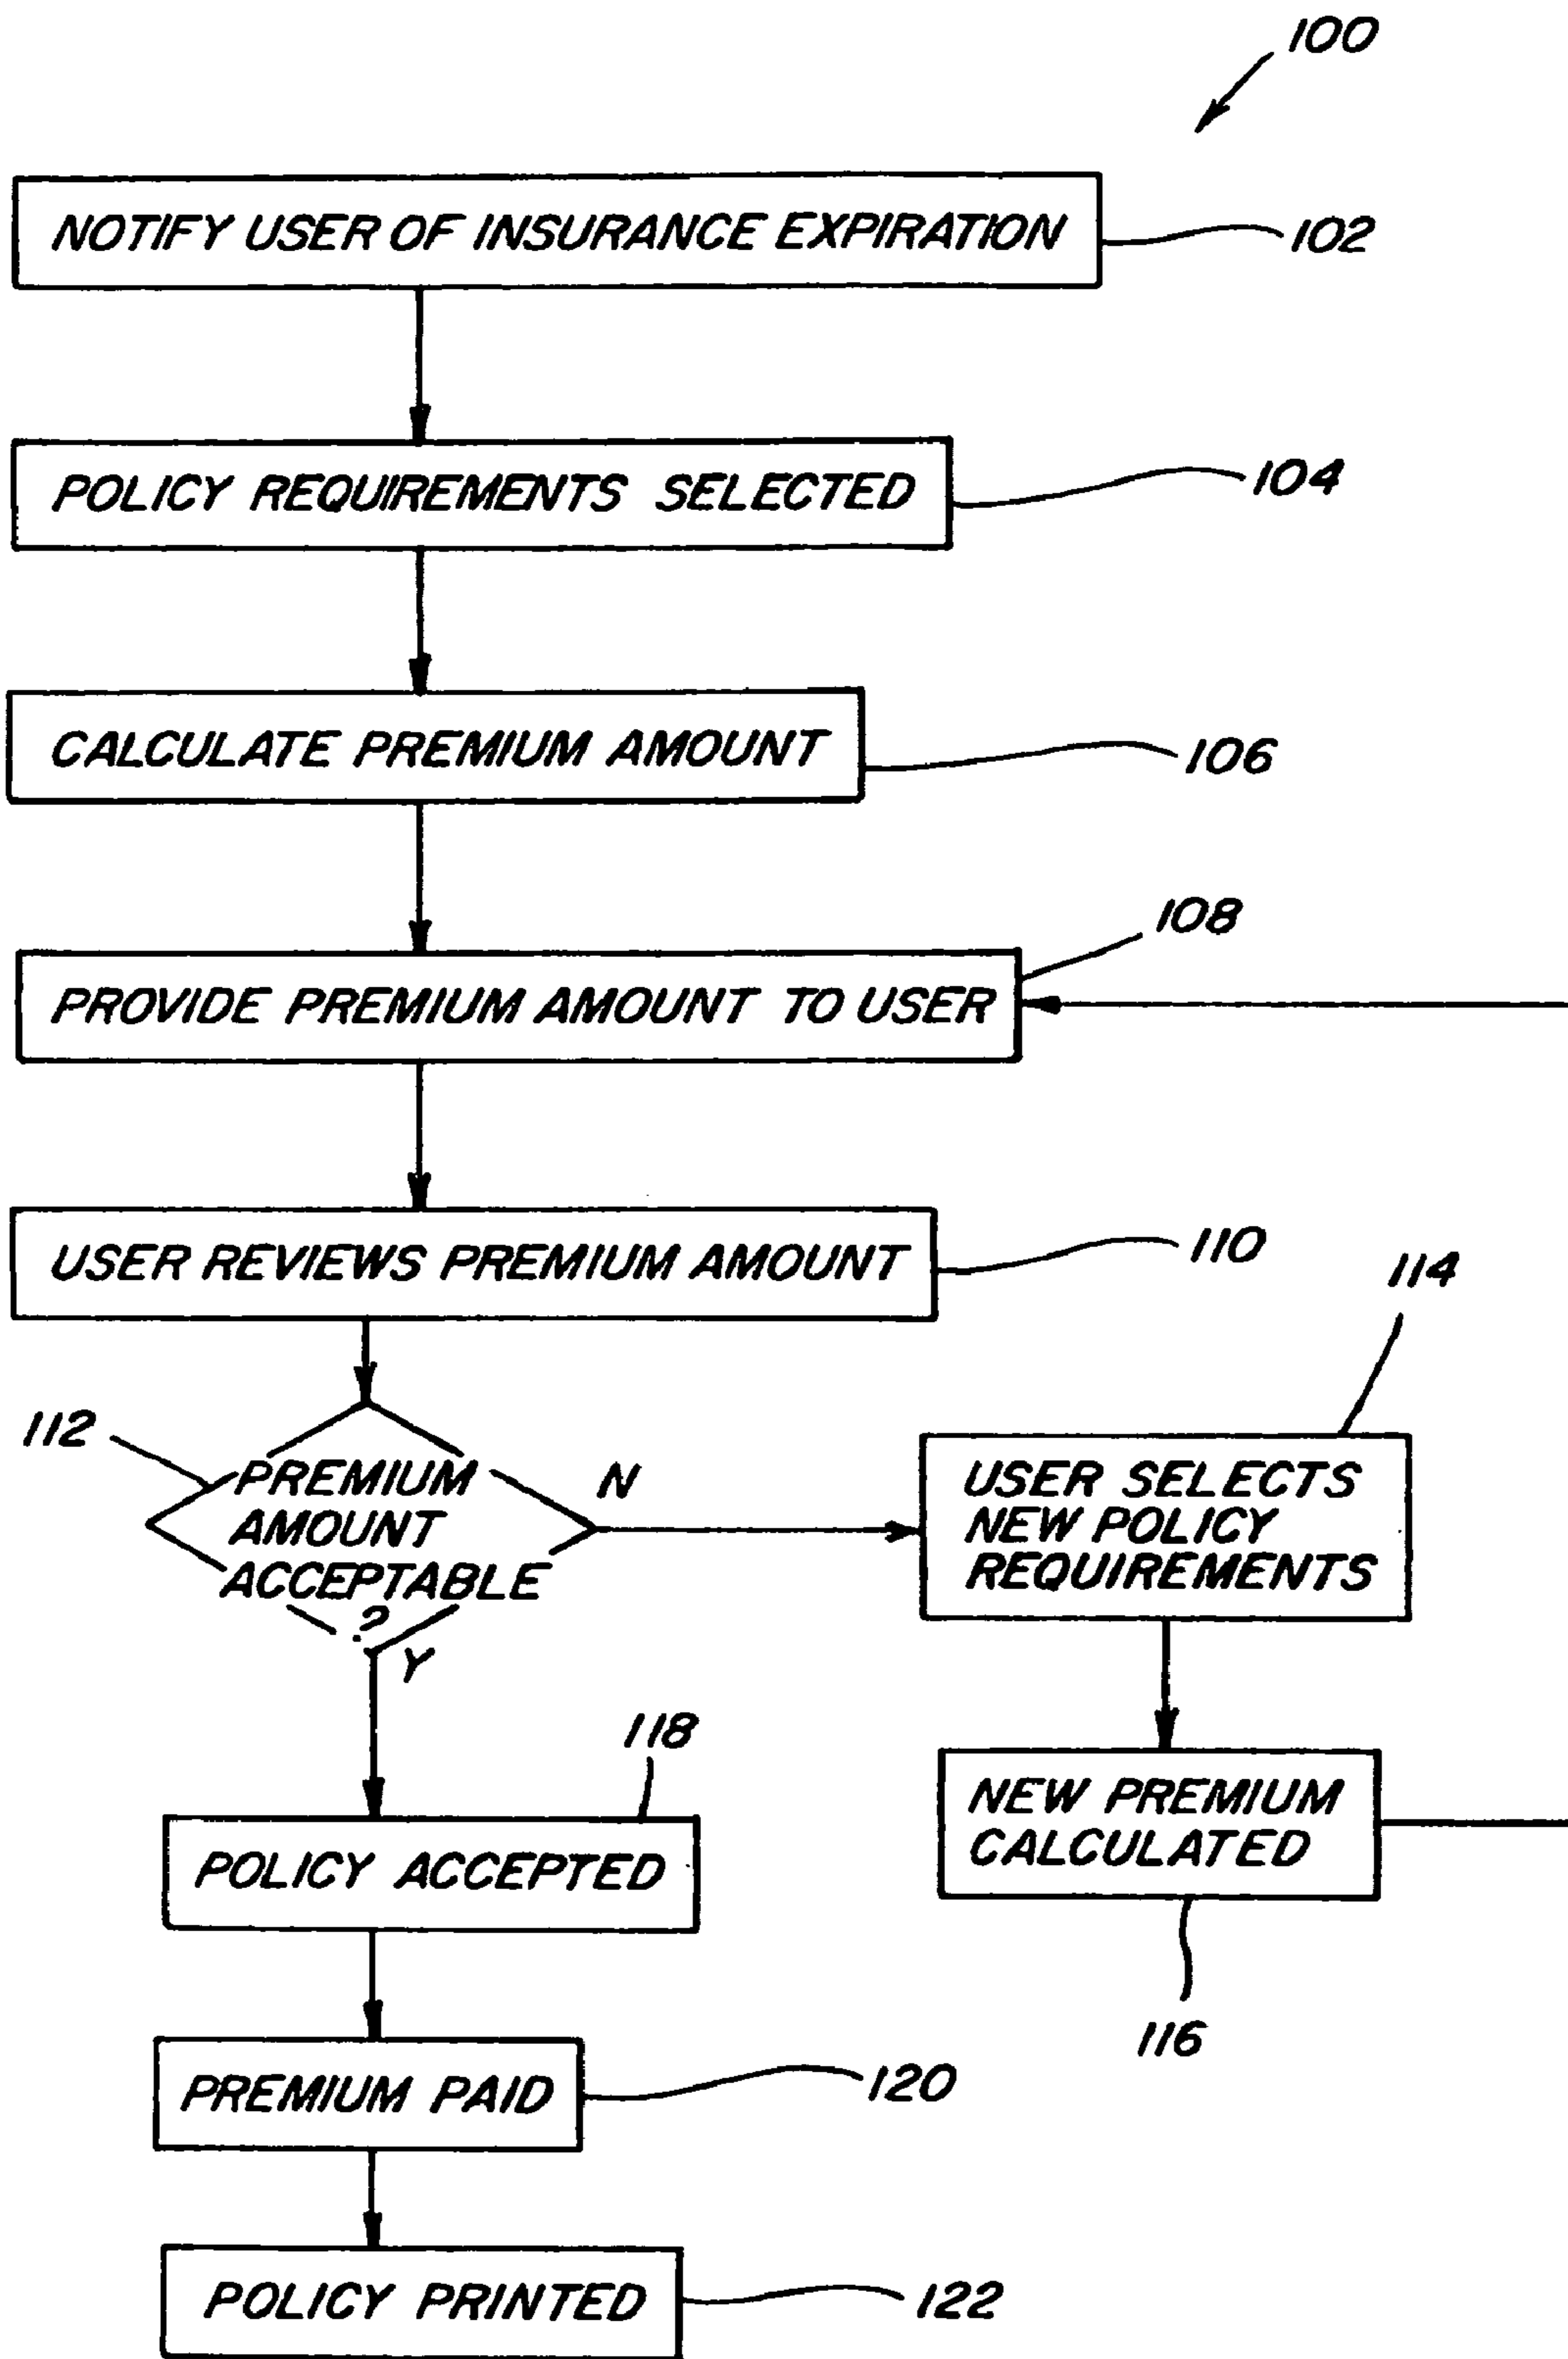 100
NOTIFY USER OF INSURANCE EXPIRATION
102
POLICY REQUIREMENTS SELECTED
104
CALCULATE PREMIUM AMOUNT
106
108
PROVIDE PREMIUM AMOUNT TO USER
USER REVIEWS PREMIUM AMOUNT
110
112
PREMIUM
AMOUNT
ACCEPTABLE
?
N
Y
114
USER SELECTS
NEW POLICY
REQUIREMENTS
NEW PREMIUM
CALCULATED
116
118
POLICY ACCEPTED
PREMIUM PAID
120
POLICY PRINTED
122